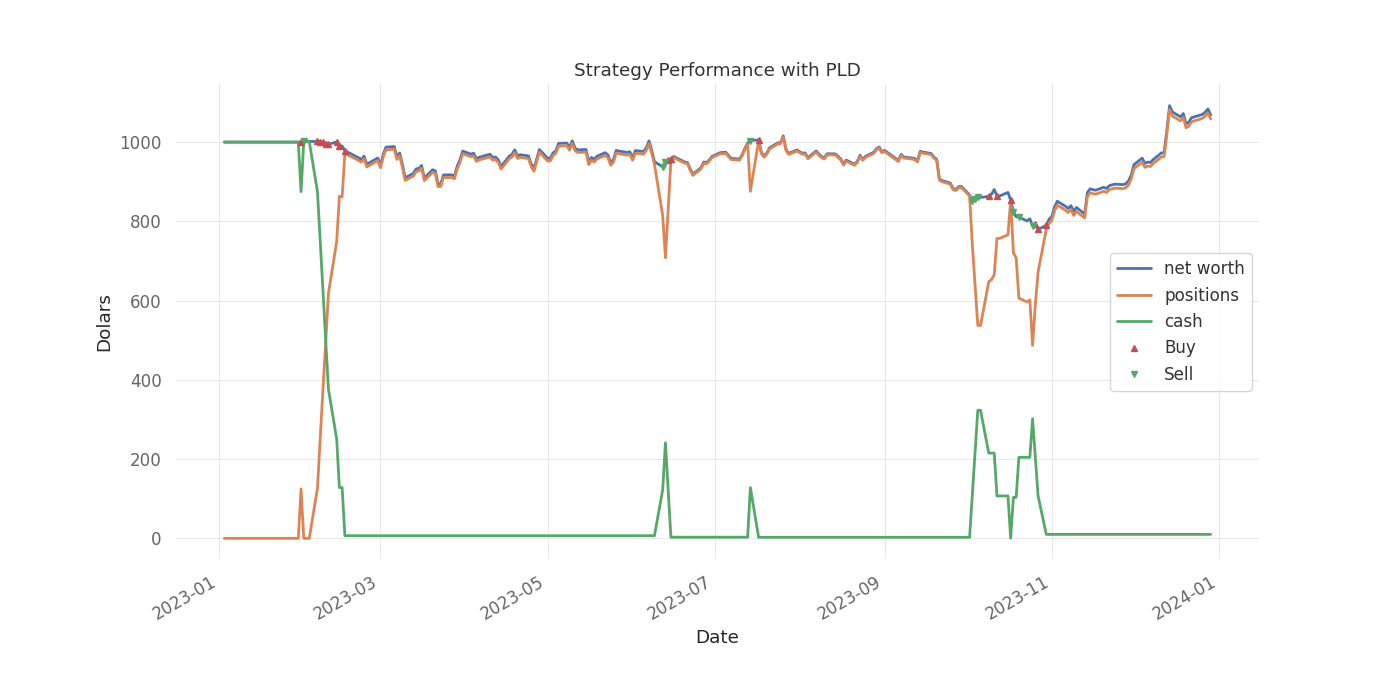 Strategy Performance with PLD
1000
800
600
400
200
0
Dolars
net worth
positions
cash
Buy
Sell
2023-01
2023-03
2023-05
2023-07
2023-09
2023-11
2024-01
Date